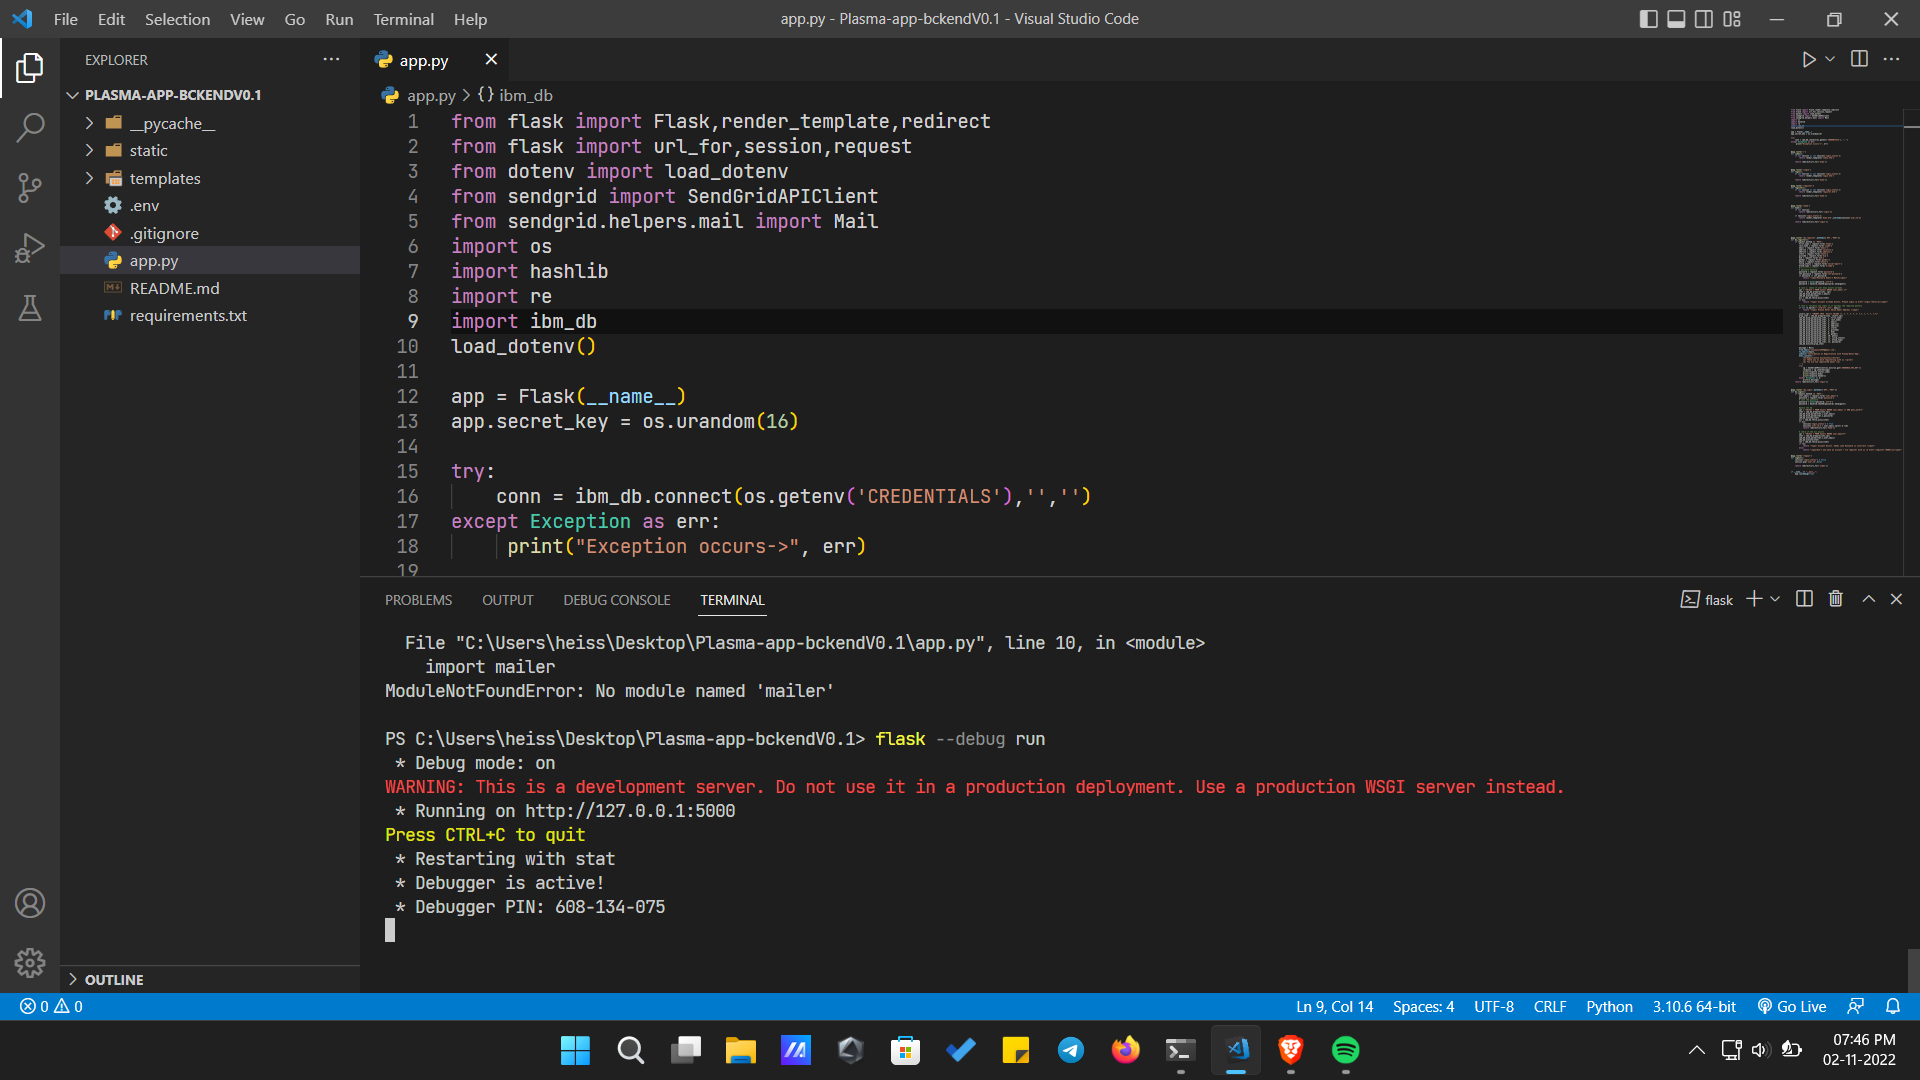 File Edit Selection View Go Run Terminal Help
app.py - Plasma-app-bckendV0.1 - Visual Studio Code
EXPLORER
PLASMA-APP-BCKENDV0.1
__pycache__
static
templates
.env
.gitignore
app.py
README.md
requirements.txt
OUTLINE
app.py
app.py > {} ibm_db
1 from flask import Flask,render_template,redirect
2 from flask import url_for,session,request
3 from dotenv import load_dotenv
4 from sendgrid import SendGridAPIClient
5 from sendgrid.helpers.mail import Mail
6 import os
7 import hashlib
8 import re
9 import ibm_db
10 load_dotenv()
11
12 app = Flask(__name__)
13 app.secret_key = os.urandom(16)
14
15 try:
16 conn = ibm_db.connect(os.getenv('CREDENTIALS'),'','')
17 except Exception as err:
18 print("Exception occurs->", err)
19
PROBLEMS OUTPUT DEBUG CONSOLE TERMINAL
flask
File "C:\Users\heiss\Desktop\Plasma-app-bckendV0.1\app.py", line 10, in <module>
import mailer
ModuleNotFoundError: No module named 'mailer'
PS C:\Users\heiss\Desktop\Plasma-app-bckendV0.1> flask --debug run
* Debug mode: on
WARNING: This is a development server. Do not use it in a production deployment. Use a production WSGI server instead.
* Running on http://127.0.0.1:5000
Press CTRL+C to quit
* Restarting with stat
* Debugger is active!
* Debugger PIN: 608-134-075
0 0
Ln 9, Col 14 Spaces: 4 UTF-8 CRLF Python 3.10.6 64-bit Go Live
07:46 PM
02-11-2022